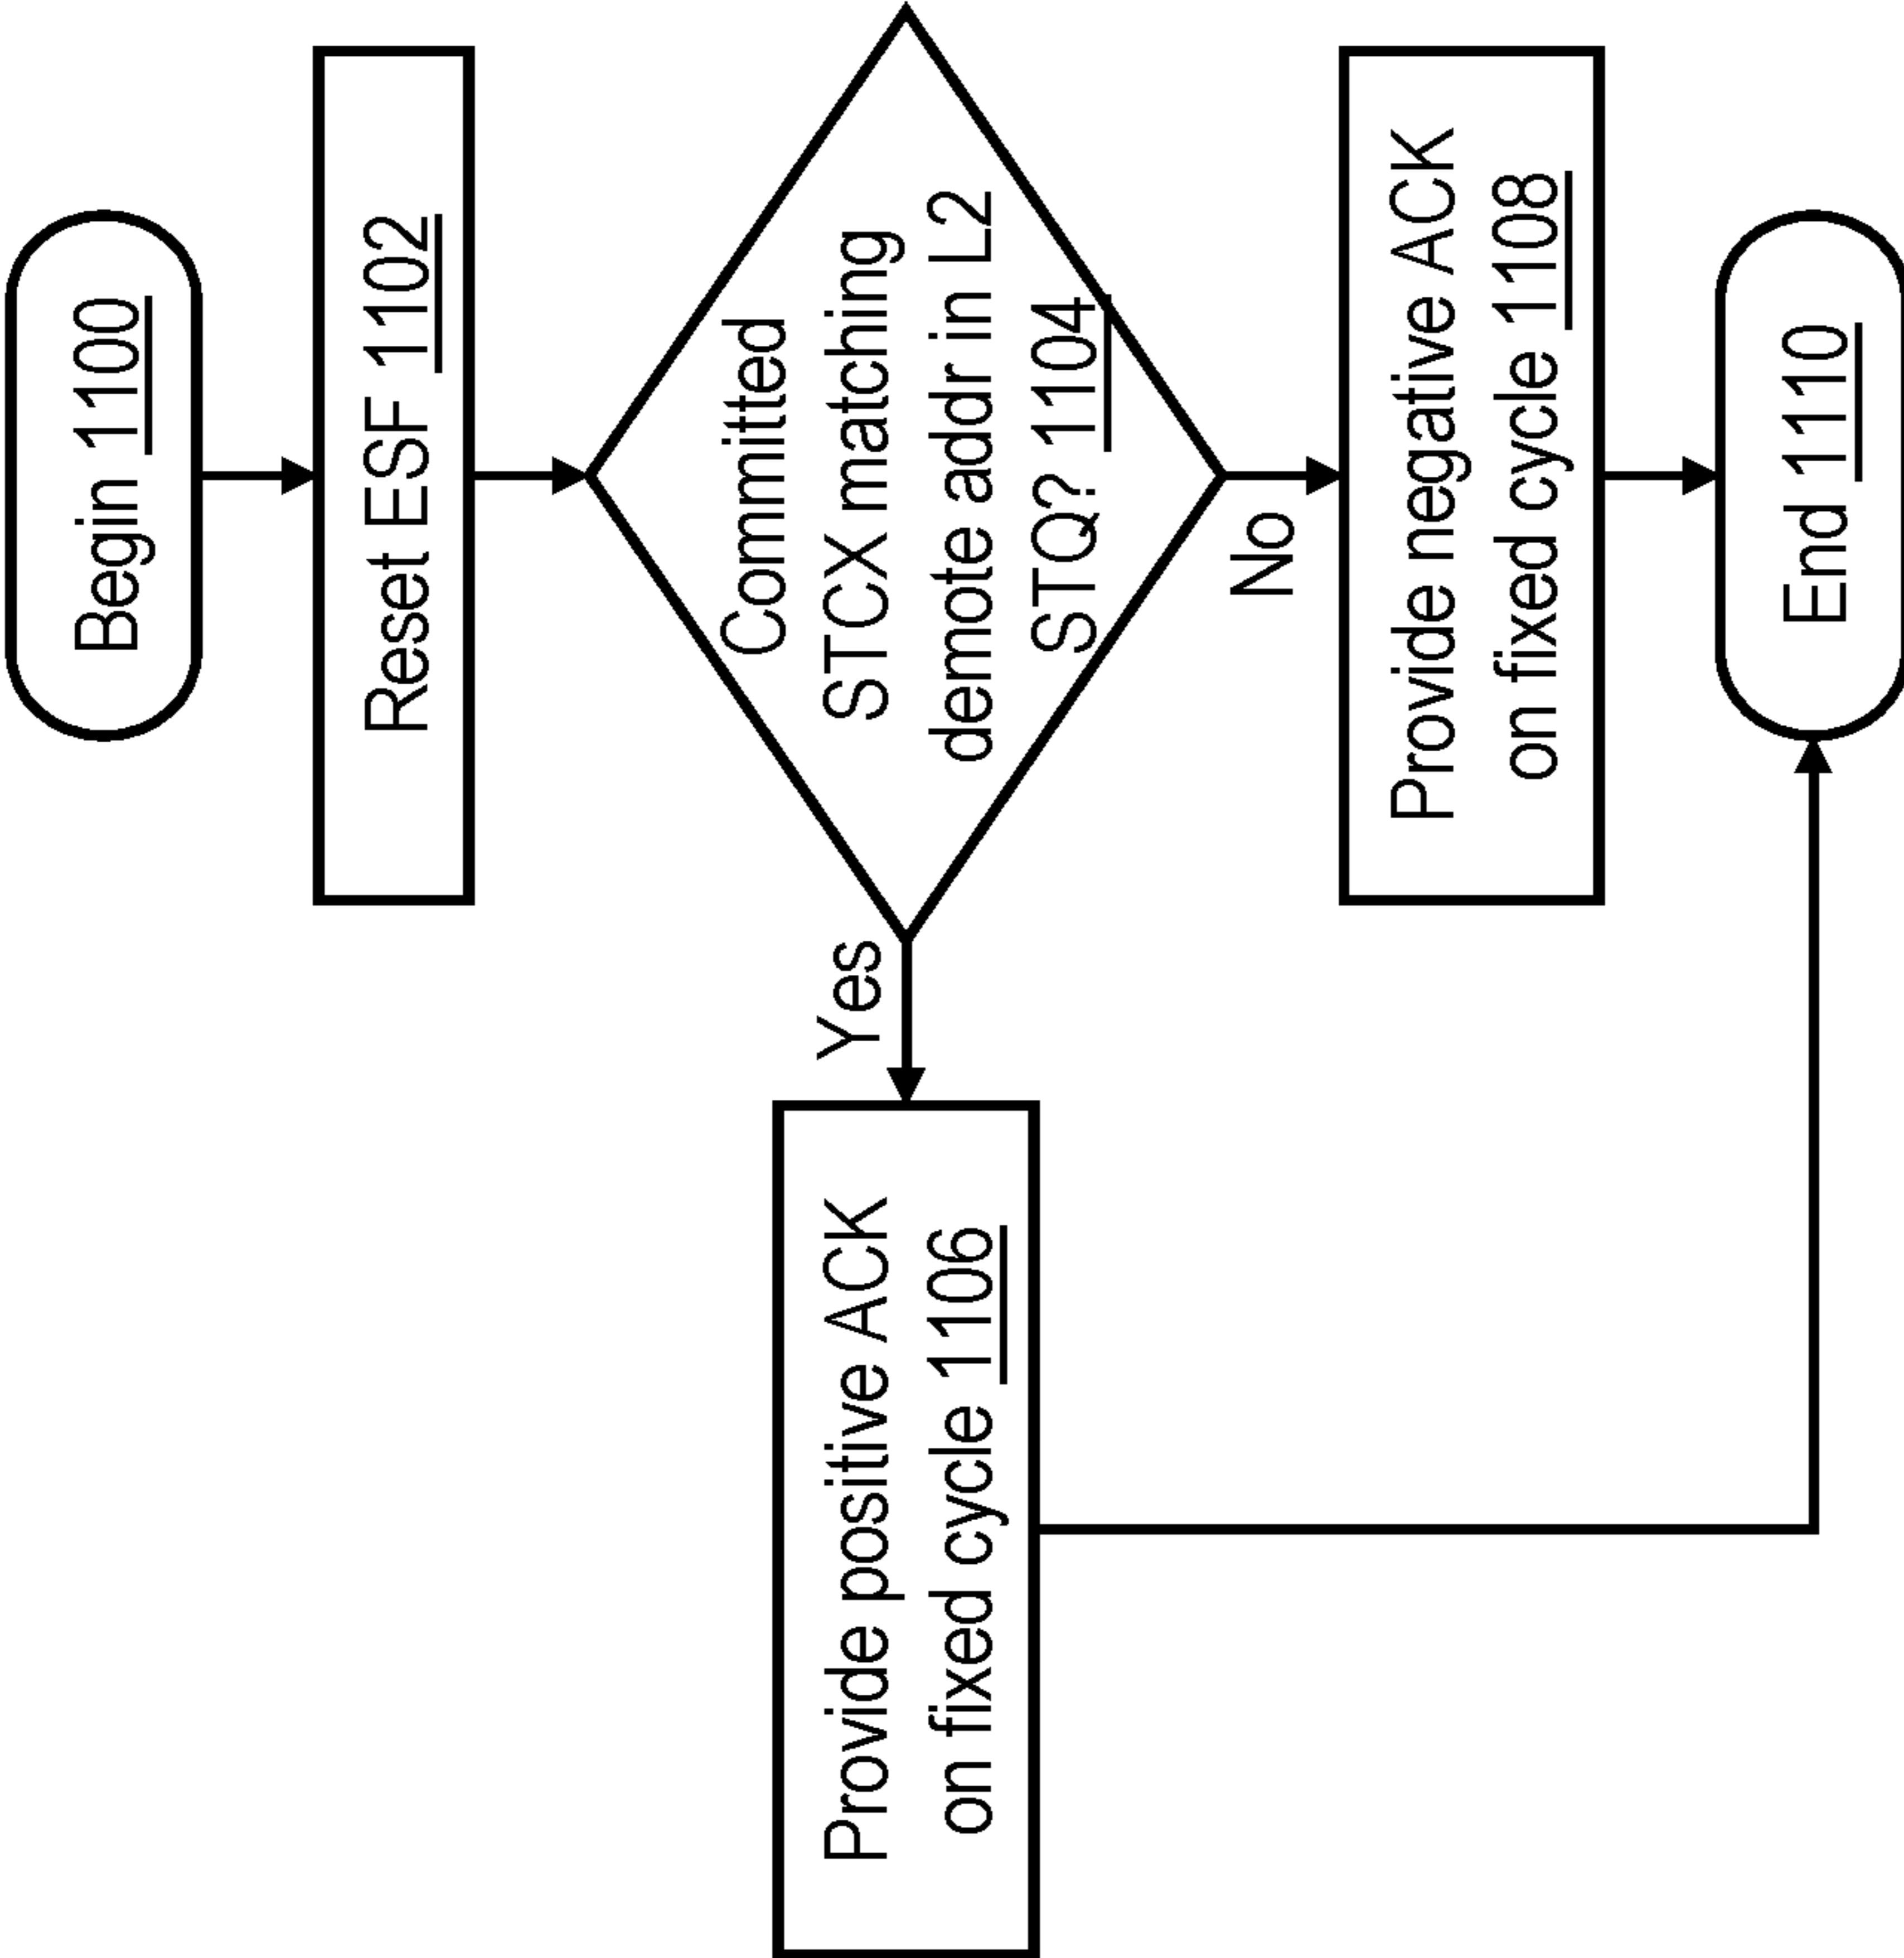 Begin 1100
Reset ESF 1102
Committed
STCX matching
demote addr in L2
STQ? 1104
Yes
Provide positive ACK
on fixed cycle 1106
No
Provide negative ACK
on fixed cycle 1108
End 1110